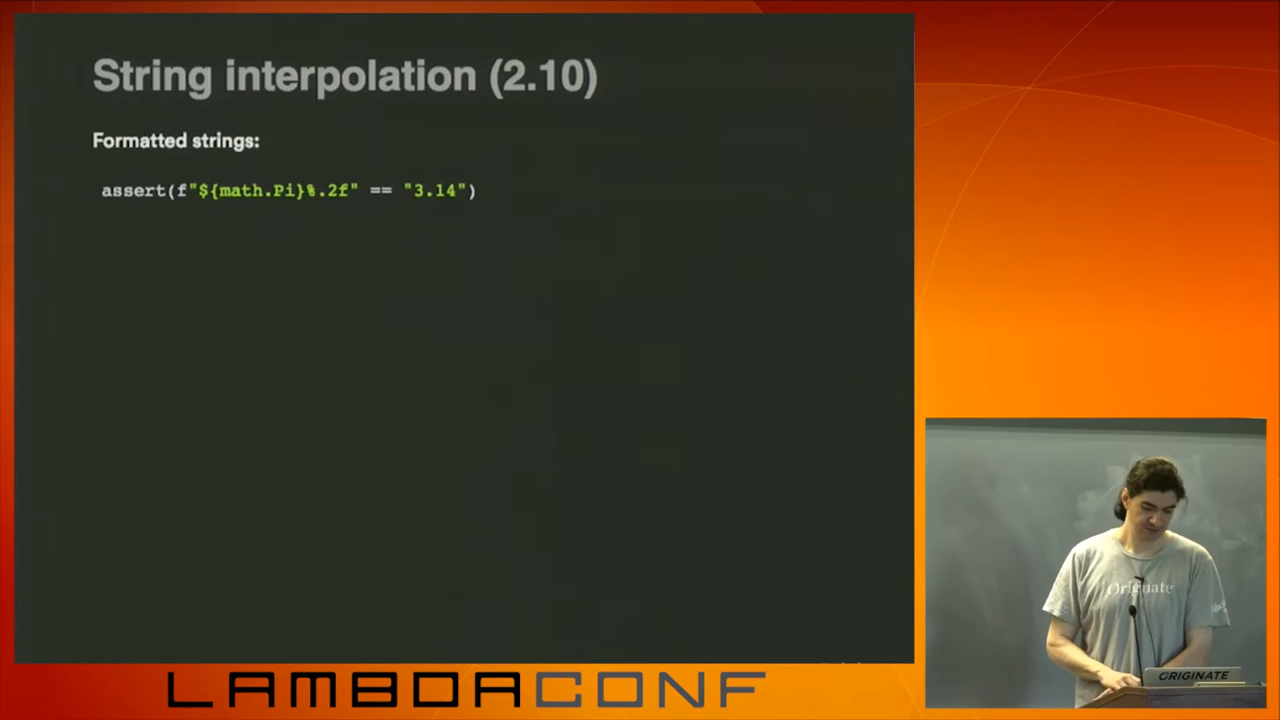 String interpolation (2.10)
Formatted strings:
assert(f"${math.Pi}%.2f" == "3.14")
Originate
ORIGINATE
LAMBDACONF